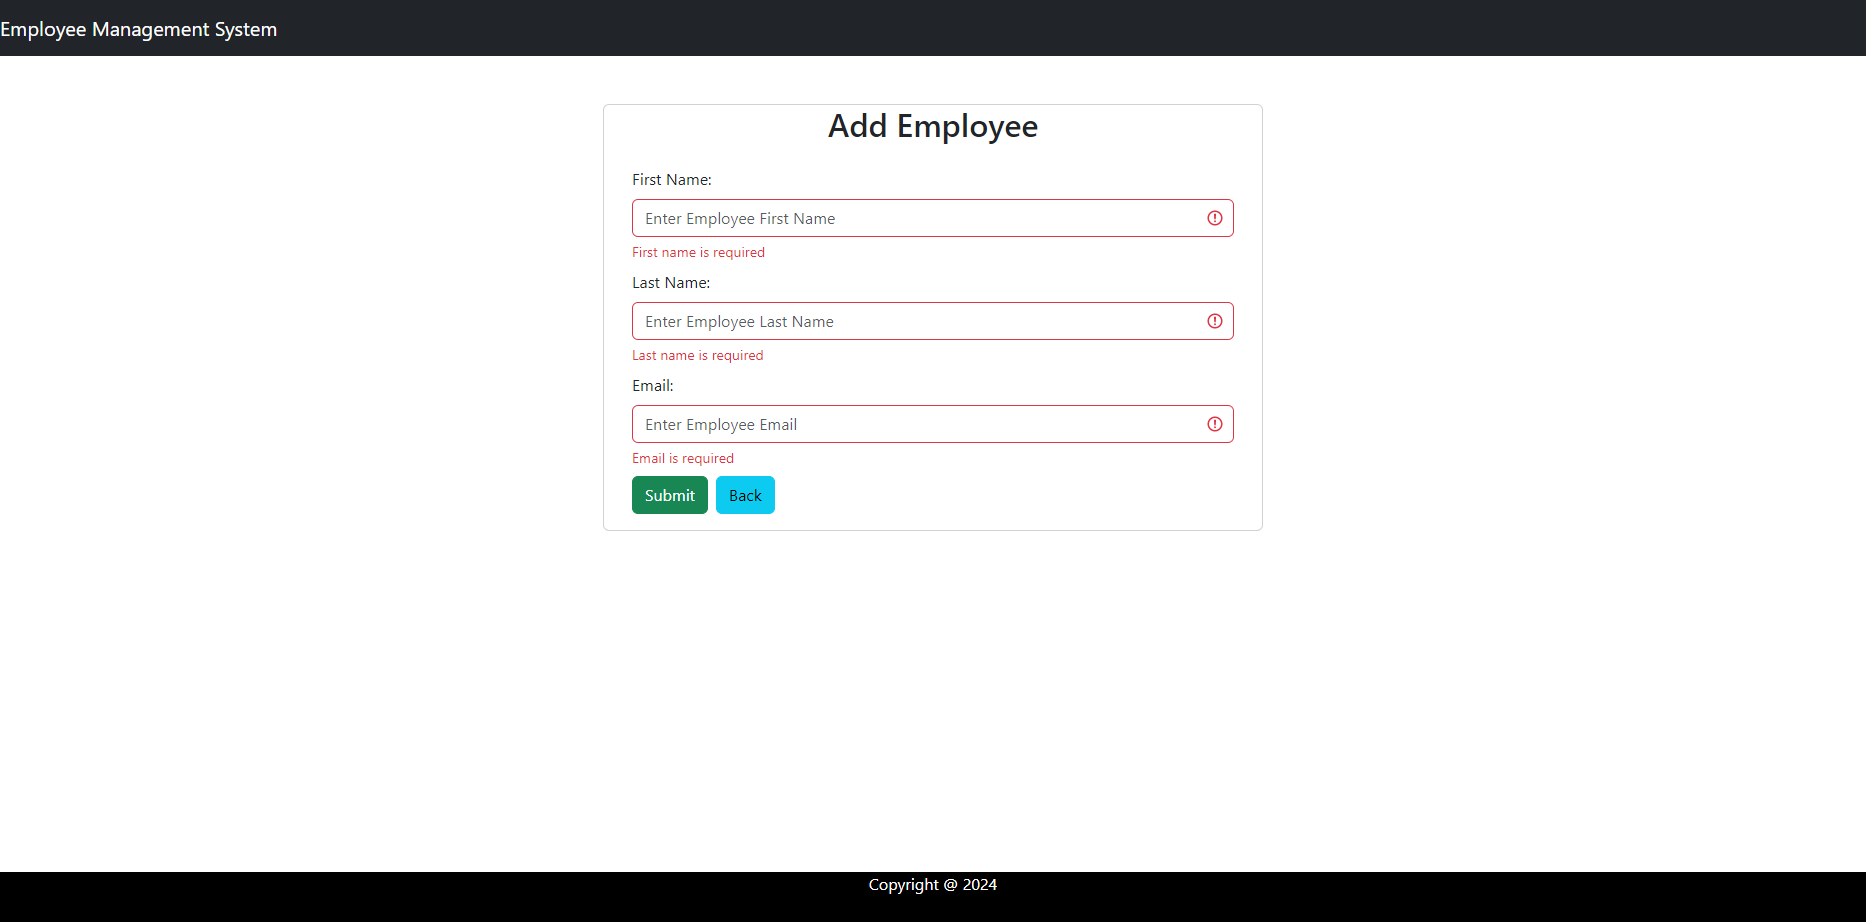 Employee Management System
Add Employee
First Name:
Enter Employee First Name
First name is required
Last Name:
Enter Employee Last Name
Last name is required
Email:
Enter Employee Email
Email is required
Submit Back
Copyright @ 2024